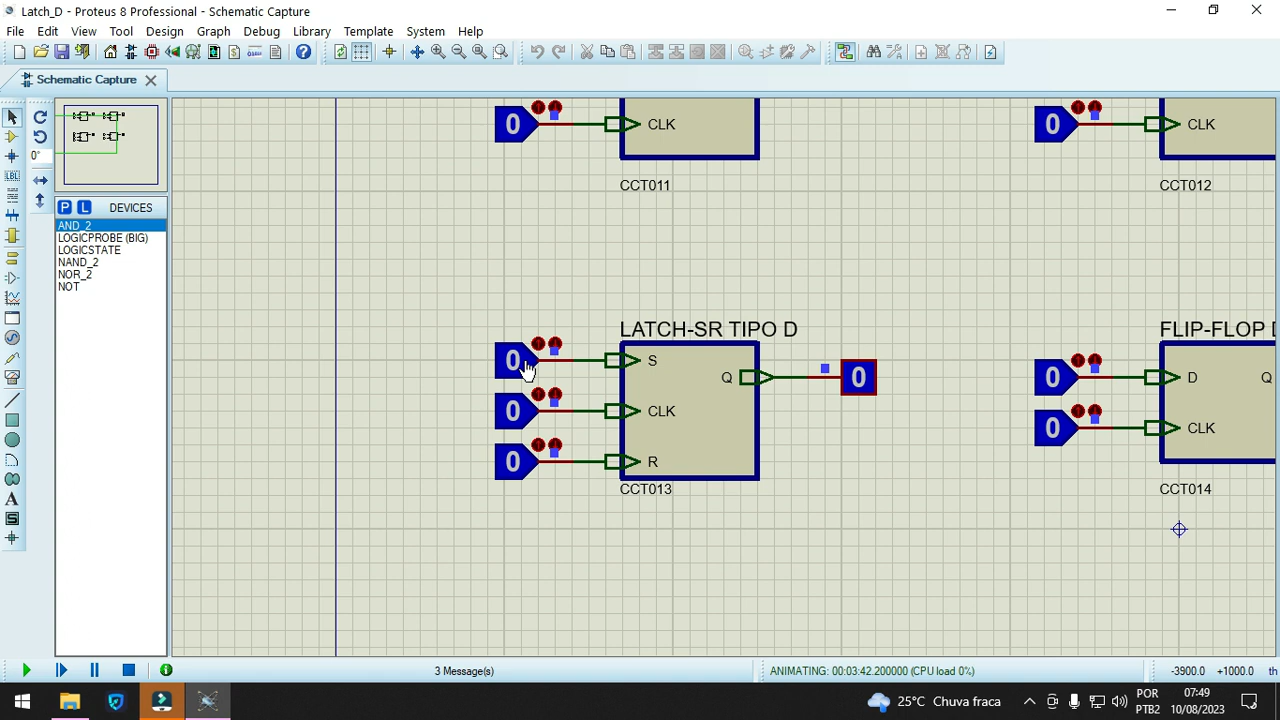 Latch_D - Proteus 8 Professional - Schematic Capture
File Edit View Tool Design Graph Debug Library Template System Help
Schematic Capture
0 CLK
CCT011
0 CLK
CCT012
0°
LBL
P L DEVICES
AND_2
LOGICPROBE (BIG)
LOGICSTATE
NAND_2
NOR_2
NOT
A
S
LATCH-SR TIPO D
0 S
0 CLK
0 R
Q 0
CCT013
FLIP-FLOP D
0 D Q
0 CLK
CCT014
3 Message(s)
ANIMATING: 00:03:42.200000 (CPU load 0%)
-3900.0 +1000.0 th
25°C Chuva fraca
POR
PTB2
07:49
10/08/2023